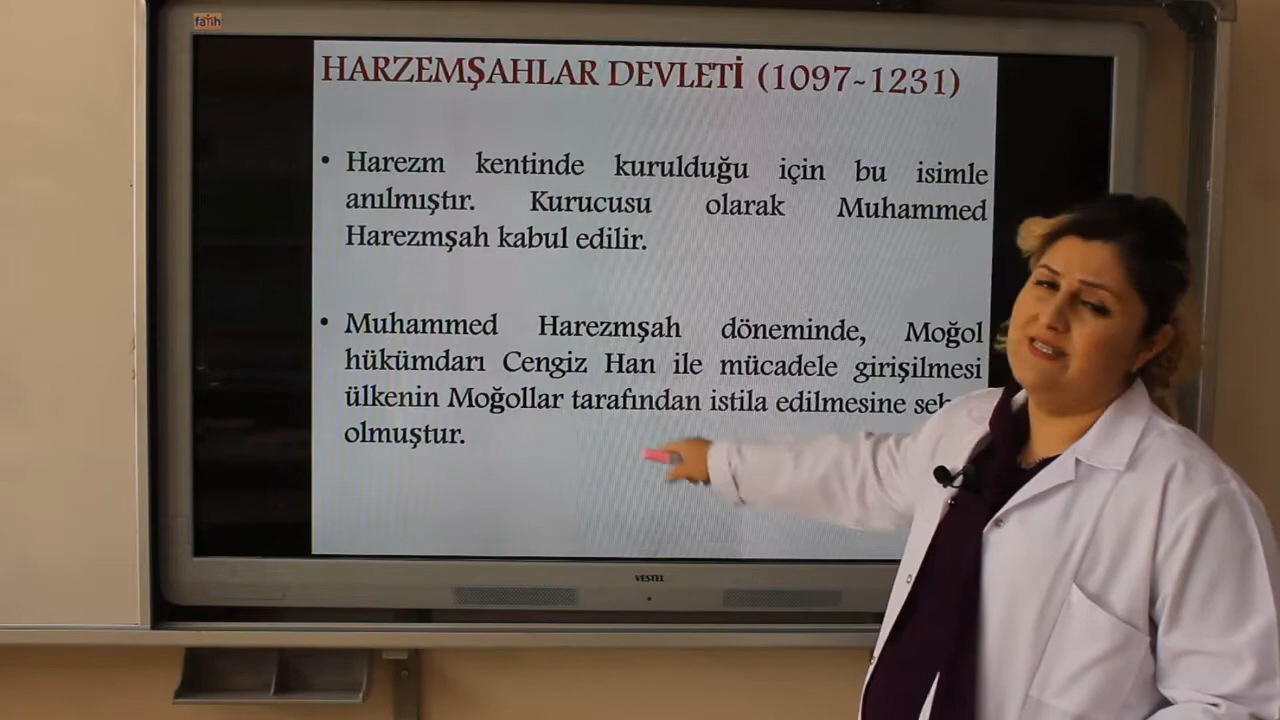 fatih
HARZEMŞAHLAR DEVLETİ (1097~1231)
• Harezm kentinde kurulduğu için bu isimle
anılmıştır. Kurucusu olarak Muhammed
Harezmşah kabul edilir.
• Muhammed Harezmşah döneminde, Moğol
hükümdarı Cengiz Han ile mücadele girişilmesi
ülkenin Moğollar tarafından istila edilmesine
olmuştur.
VESTEL